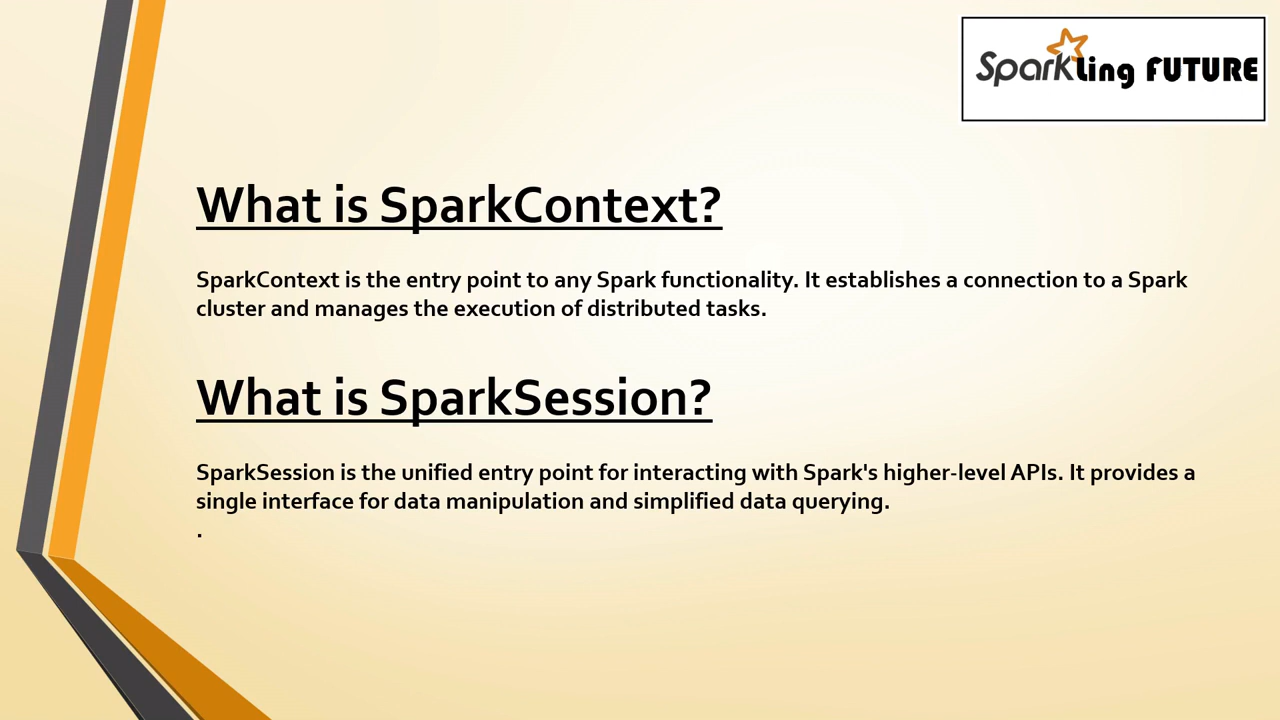 Sparkling FUTURE
What is SparkContext?
SparkContext is the entry point to any Spark functionality. It establishes a connection to a Spark
cluster and manages the execution of distributed tasks.
What is SparkSession?
SparkSession is the unified entry point for interacting with Spark's higher-level APIs. It provides a
single interface for data manipulation and simplified data querying.
.